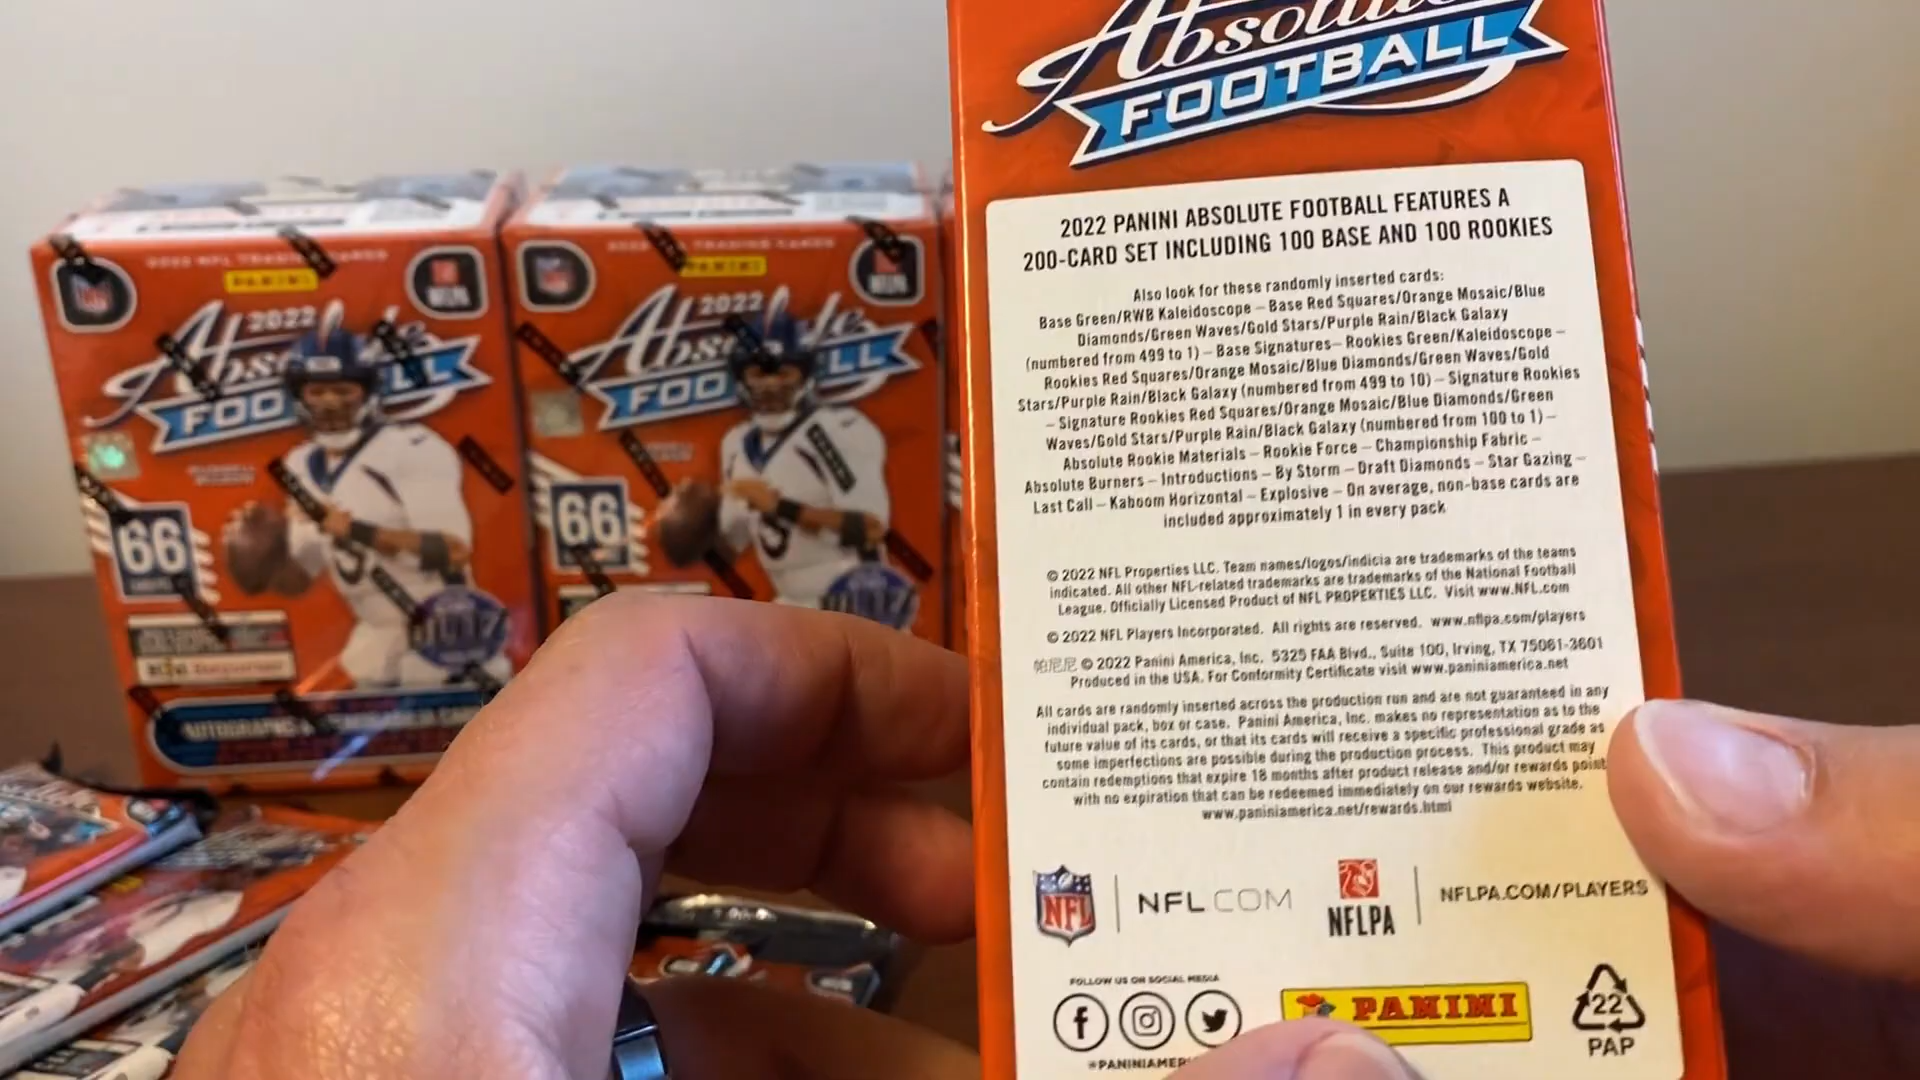 Absolute
FOOTBALL
2022 PANINI ABSOLUTE FOOTBALL FEATURES A
200-CARD SET INCLUDING 100 BASE AND 100 ROOKIES
Also look for these randomly inserted cards:
Base Green/RWB Kaleidoscope – Base Red Squares/Orange Mosaic/Blue
Diamonds/Green Waves/Gold Stars/Purple Rain/Black Galaxy
(numbered from 499 to 1) – Base Signatures– Rookies Green/Kaleidoscope –
Rookies Red Squares/Orange Mosaic/Blue Diamonds/Green Waves/Gold
Stars/Purple Rain/Black Galaxy (numbered from 499 to 10) – Signature Rookies
– Signature Rookies Red Squares/Orange Mosaic/Blue Diamonds/Green
Waves/Gold Stars/Purple Rain/Black Galaxy (numbered from 100 to 1) –
Absolute Rookie Materials – Rookie Force – Championship Fabric –
Absolute Burners – Introductions – By Storm – Draft Diamonds – Star Gazing –
Last Call – Kaboom Horizontal – Explosive – On average, non-base cards are
included approximately 1 in every pack
© 2022 NFL Properties LLC. Team names/logos/indicia are trademarks of the teams
indicated. All other NFL-related trademarks are trademarks of the National Football
League. Officially Licensed Product of NFL PROPERTIES LLC. Visit www.NFL.com
© 2022 NFL Players Incorporated. All rights are reserved. www.nflpa.com/players
帕尼尼 © 2022 Panini America, Inc. 5325 FAA Blvd., Suite 100, Irving, TX 75061-3601
Produced in the USA. For Conformity Certificate visit www.paniniamerica.net
All cards are randomly inserted across the production run and are not guaranteed in any
individual pack, box or case. Panini America, Inc. makes no representation as to the
future value of its cards, or that its cards will receive a specific professional grade as
some imperfections are possible during the production process. This product may
contain redemptions that expire 18 months after product release and/or rewards point
with no expiration that can be redeemed immediately on our rewards website.
www.paniniamerica.net/rewards.html
NFL
NFL.COM
NFLPA
NFLPA.COM/PLAYERS
FOLLOW US ON SOCIAL MEDIA
PANINI
22
PAP
#PANINIAMER
2022 NFL TRADING CARDS
PANINI
2022
Absolute
FOO LL
66
CARDS
AUTOGRAPHS
TRADING CARDS
PANINI
2022
Abs
FOO LL
66